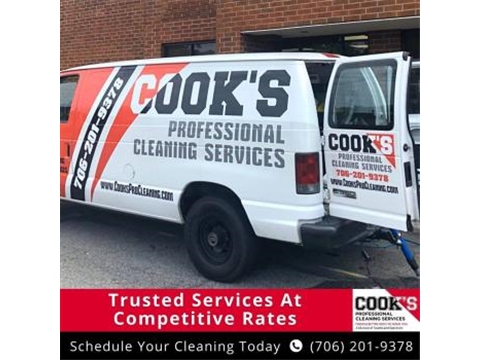 COOK'S
PROFESSIONAL
CLEANING SERVICES
706-201-9378
www.CooksProCleaning.com
COOK'S
PROFESSIONAL
CLEANING SERVICES
706-201-9378
www.CooksProCleaning.com
Trusted Services At
Competitive Rates
COOK'S
PROFESSIONAL
CLEANING SERVICES
Schedule Your Cleaning Today
(706) 201-9378